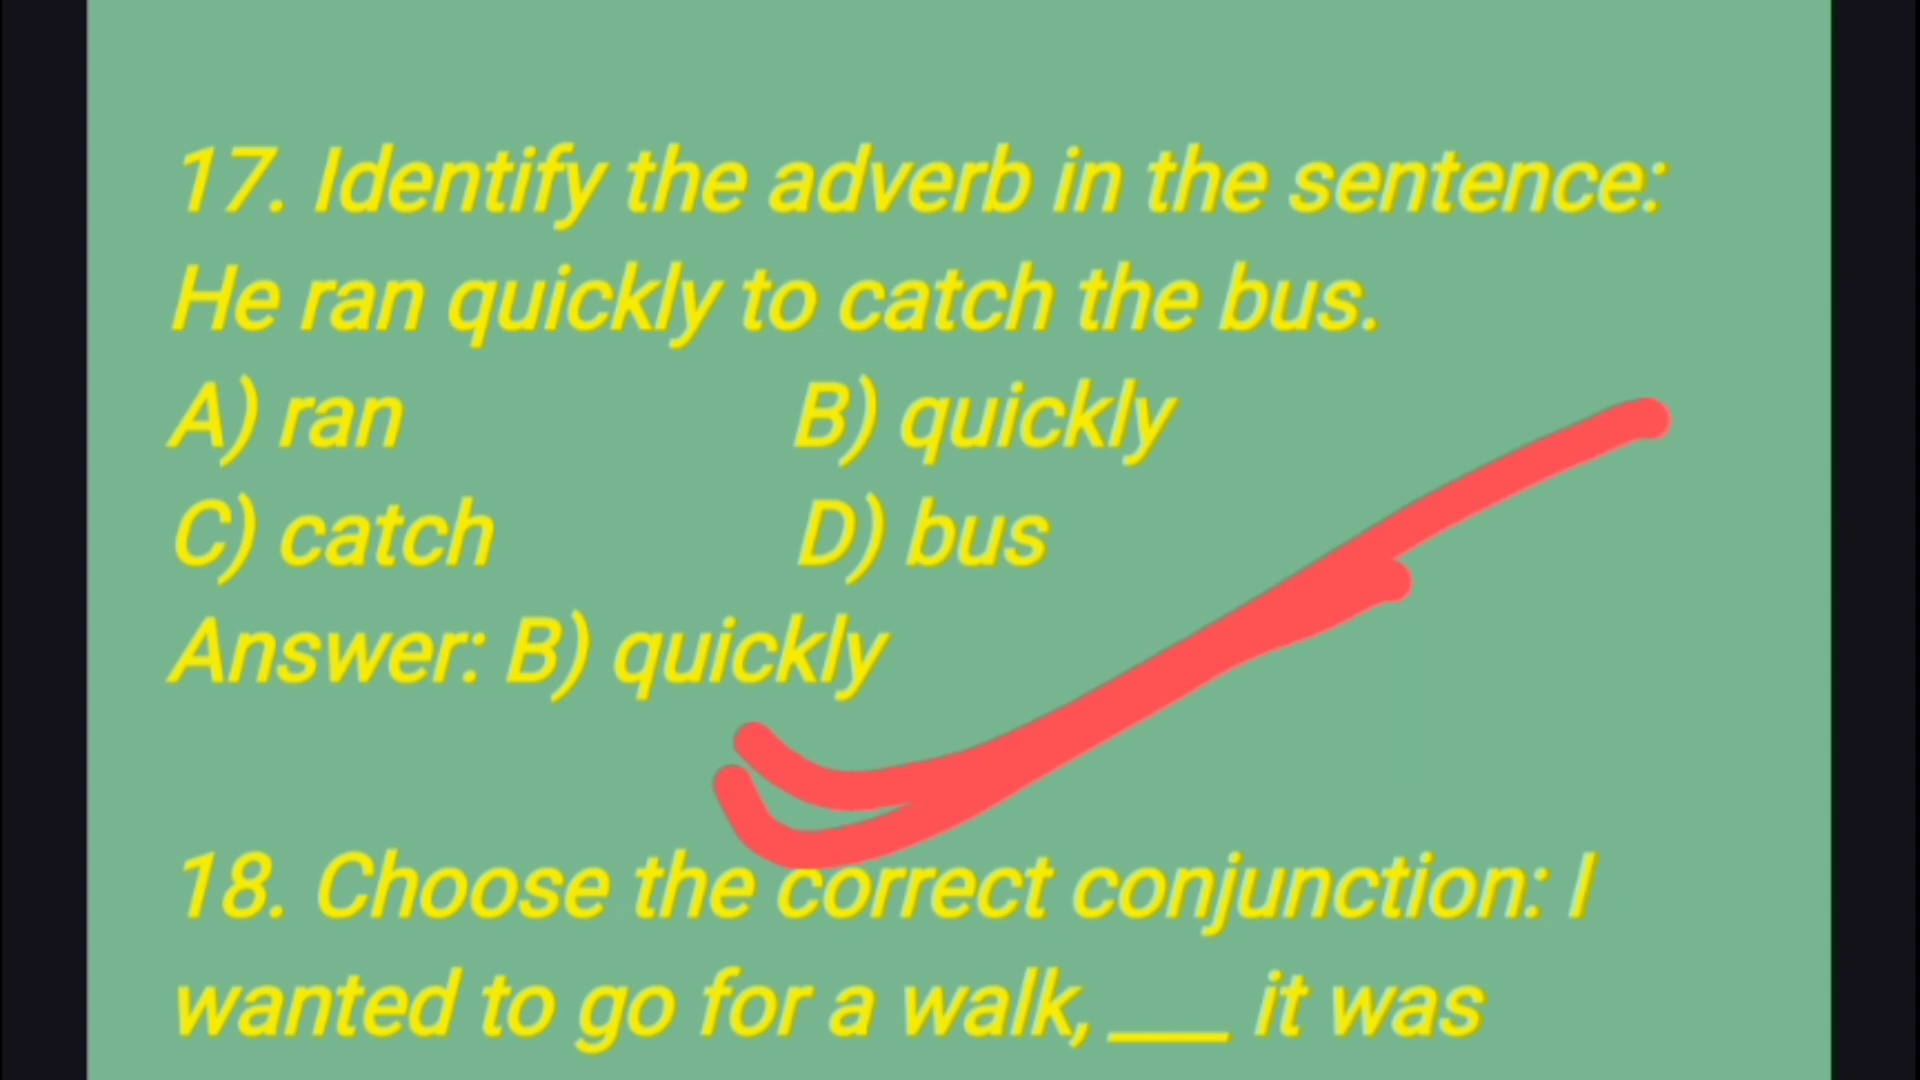 17. Identify the adverb in the sentence:
He ran quickly to catch the bus.
A) ran B) quickly
C) catch D) bus
Answer: B) quickly
18. Choose the correct conjunction: I
wanted to go for a walk, ___ it was